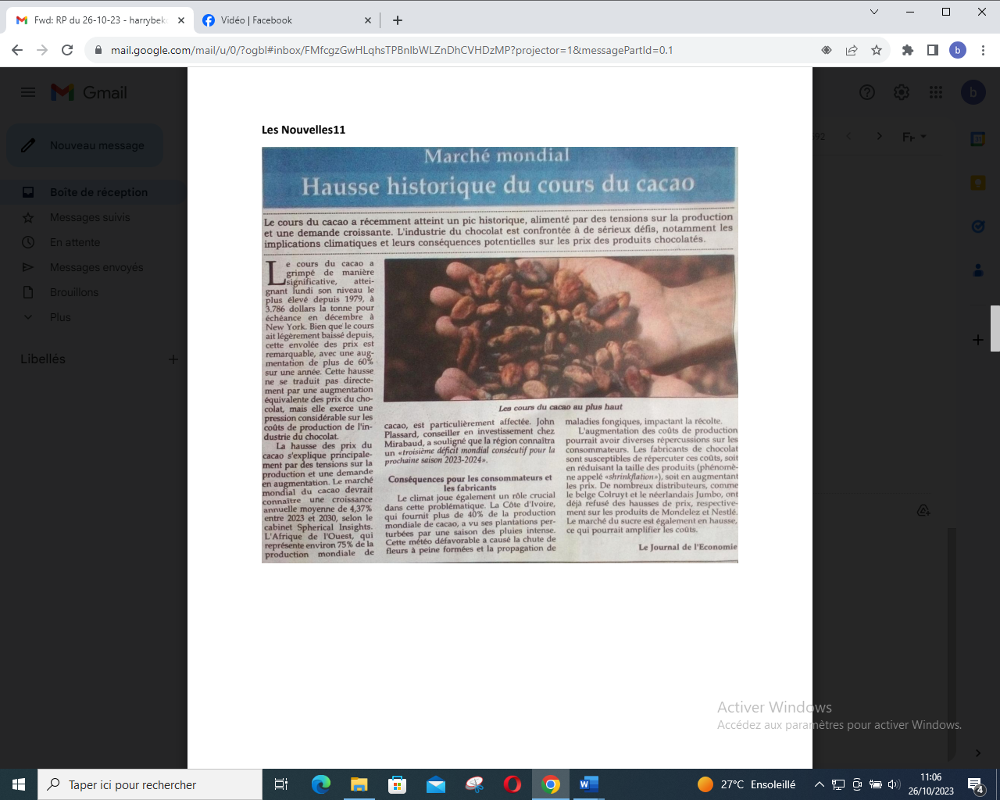 Fwd: RP du 26-10-23 - harrybek
Vidéo | Facebook
mail.google.com/mail/u/0/?ogbl#inbox/FMfcgzGwHLqhsTPBnlbWLZnDhCVHDzMP?projector=1&messagePartId=0.1
b
Gmail
b
Nouveau message
92
Boîte de réception
Messages suivis
En attente
Messages envoyés
Brouillons
Plus
Libellés
Les Nouvelles11
Marché mondial
Hausse historique du cours du cacao
Le cours du cacao a récemment atteint un pic historique, alimenté par des tensions sur la production
et une demande croissante. L'industrie du chocolat est confrontée à de sérieux défis, notamment les
implications climatiques et leurs conséquences potentielles sur les prix des produits chocolatés.
Le cours du cacao a
grimpé de manière
significative, attei-
gnant lundi son niveau le
plus élevé depuis 1979, à
3.786 dollars la tonne pour
échéance en décembre à
New York. Bien que le cours
ait légèrement baissé depuis,
cette envolée des prix est
remarquable, avec une aug-
mentation de plus de 60%
sur une année. Cette hausse
ne se traduit pas directe-
ment par une augmentation
équivalente des prix du cho-
colat, mais elle exerce une
pression considérable sur les
coûts de production de l'in-
dustrie du chocolat.
La hausse des prix du
cacao s'explique principale-
ment par des tensions sur la
production et une demande
en augmentation. Le marché
mondial du cacao devrait
connaître une croissance
annuelle moyenne de 4,37%
entre 2023 et 2030, selon le
cabinet Spherical Insights.
L'Afrique de l'Ouest, qui
représente environ 75% de la
production mondiale de
Les cours du cacao au plus haut
cacao, est particulièrement affectée. John
Plassard, conseiller en investissement chez
Mirabaud, a souligné que la région connaîtra
un «troisième déficit mondial consécutif pour la
prochaine saison 2023-2024».
Conséquences pour les consommateurs et
les fabricants
Le climat joue également un rôle crucial
dans cette problématique. La Côte d'Ivoire,
qui fournit plus de 40% de la production
mondiale de cacao, a vu ses plantations per-
turbées par une saison des pluies intense.
Cette météo défavorable a causé la chute de
fleurs à peine formées et la propagation de
maladies fongiques, impactant la récolte.
L'augmentation des coûts de production
pourrait avoir diverses répercussions sur les
consommateurs. Les fabricants de chocolat
sont susceptibles de répercuter ces coûts, soit
en réduisant la taille des produits (phénomè-
ne appelé «shrinkflation»), soit en augmentant
les prix. De nombreux distributeurs, comme
le belge Colruyt et le néerlandais Jumbo, ont
déjà refusé des hausses de prix, respective-
ment sur les produits de Mondelez et Nestlé.
Le marché du sucre est également en hausse,
ce qui pourrait amplifier les coûts.
Le Journal de l'Economie
Activer Windows
Accédez aux paramètres pour activer Windows.
Taper ici pour rechercher
27°C Ensoleillé
11:06
26/10/2023
4